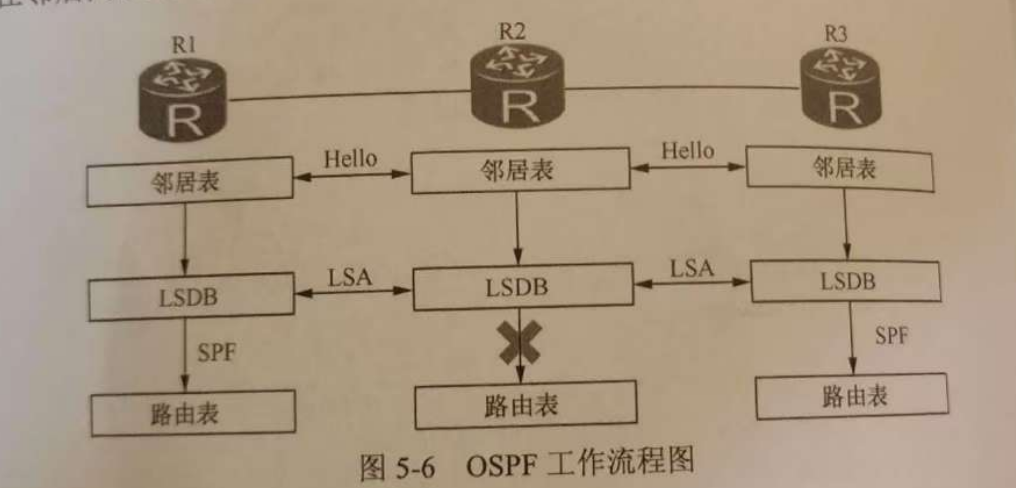 R1 R2 R3
R R R
Hello Hello
邻居表 邻居表 邻居表
LSA LSA
LSDB LSDB LSDB
SPF SPF
路由表 路由表 路由表
图 5-6 OSPF 工作流程图